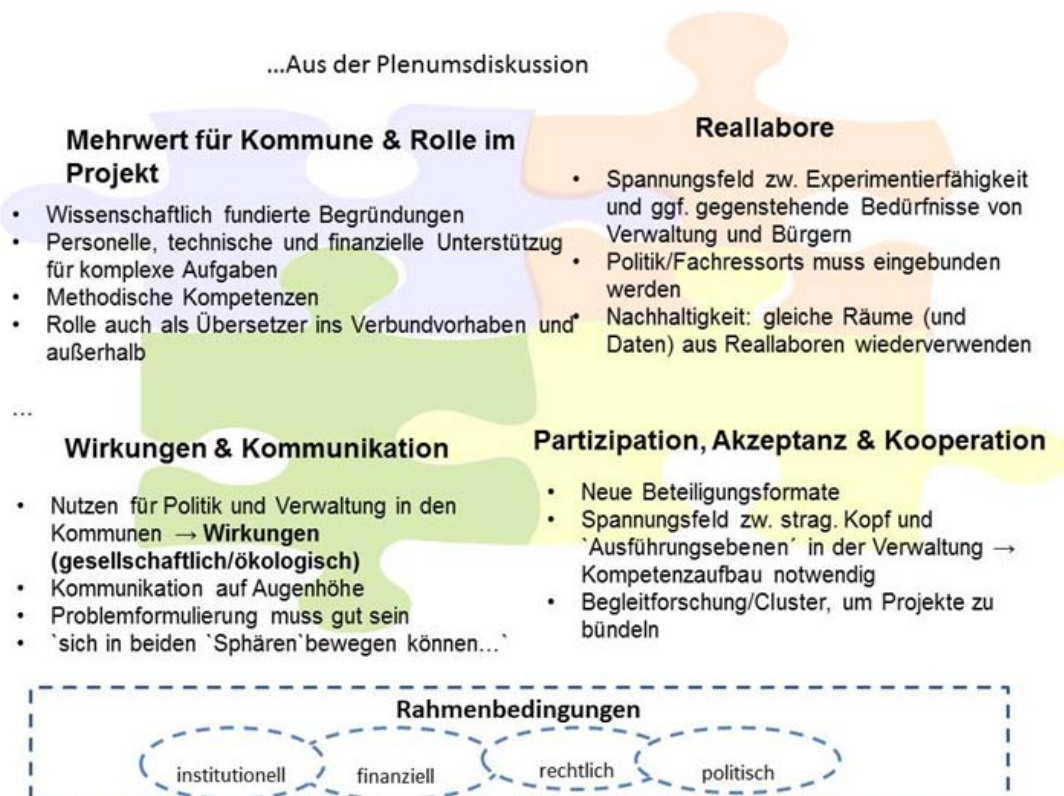 ...Aus der Plenumsdiskussion
Mehrwert für Kommune & Rolle im
Projekt
• Wissenschaftlich fundierte Begründungen
• Personelle, technische und finanzielle Unterstützug
für komplexe Aufgaben
• Methodische Kompetenzen
• Rolle auch als Übersetzer ins Verbundvorhaben und
außerhalb
...
Reallabore
• Spannungsfeld zw. Experimentierfähigkeit
und ggf. gegenstehende Bedürfnisse von
Verwaltung und Bürgern
• Politik/Fachressorts muss eingebunden
werden
• Nachhaltigkeit: gleiche Räume (und
Daten) aus Reallaboren wiederverwenden
Wirkungen & Kommunikation
• Nutzen für Politik und Verwaltung in den
Kommunen → Wirkungen
(gesellschaftlich/ökologisch)
• Kommunikation auf Augenhöhe
• Problemformulierung muss gut sein
• `sich in beiden `Sphären`bewegen können...`
Partizipation, Akzeptanz & Kooperation
• Neue Beteiligungsformate
• Spannungsfeld zw. strag. Kopf und
`Ausführungsebenen´ in der Verwaltung →
Kompetenzaufbau notwendig
• Begleitforschung/Cluster, um Projekte zu
bündeln
Rahmenbedingungen
institutionell finanziell rechtlich politisch